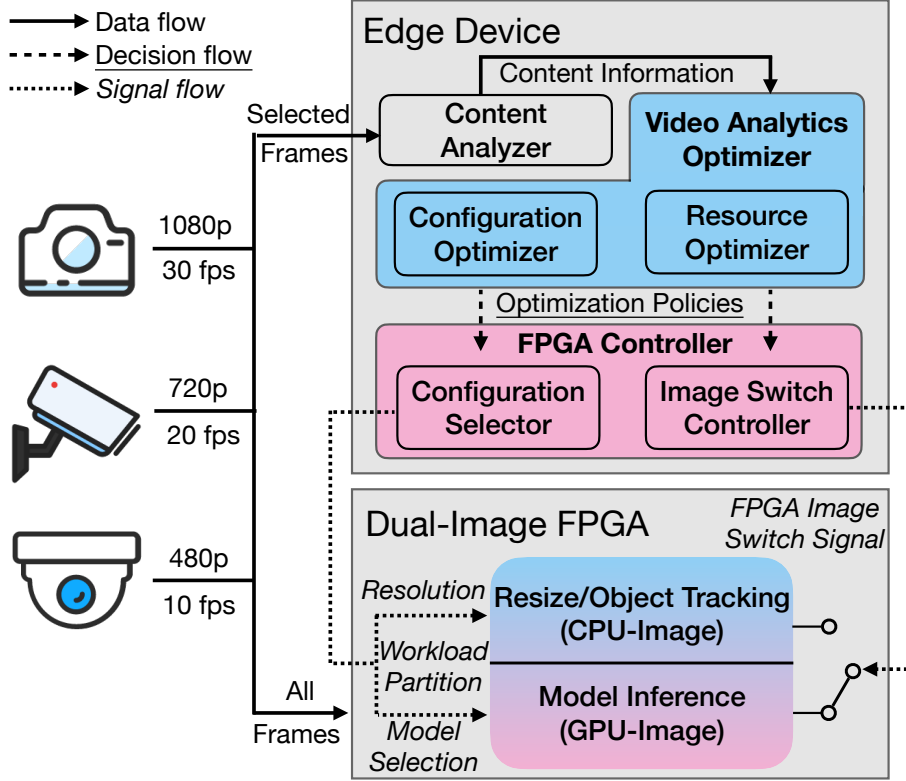 Data flow
Decision flow
Signal flow
Edge Device
Content Information
Selected
Frames
Content
Analyzer
Video Analytics
Optimizer
1080p
30 fps
Configuration
Optimizer
Resource
Optimizer
Optimization Policies
FPGA Controller
720p
20 fps
Configuration
Selector
Image Switch
Controller
Dual-Image FPGA
FPGA Image
Switch Signal
480p
10 fps
Resolution
Resize/Object Tracking
(CPU-Image)
Workload
Partition
All
Frames
Model
Selection
Model Inference
(GPU-Image)